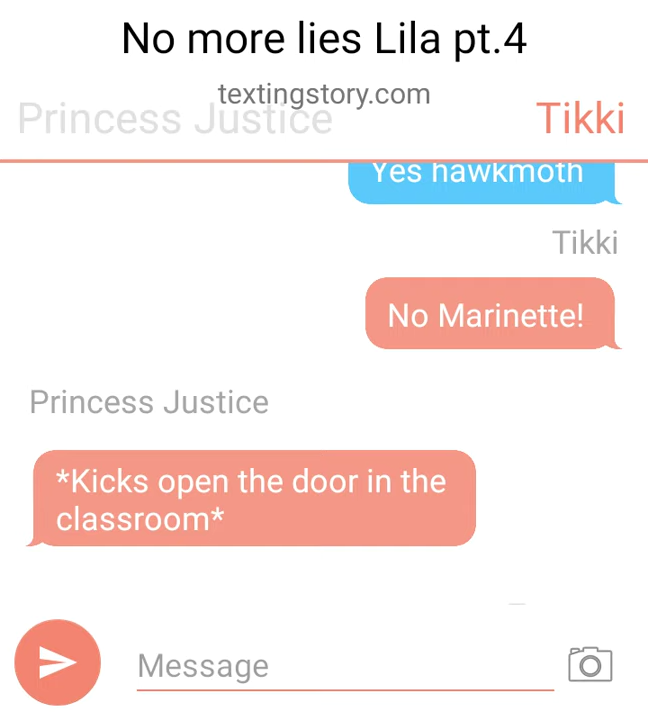 No more lies Lila pt.4
textingstory.com
Princess Justice
Tikki
Yes hawkmoth
Tikki
No Marinette!
Princess Justice
*Kicks open the door in the
classroom*
Message